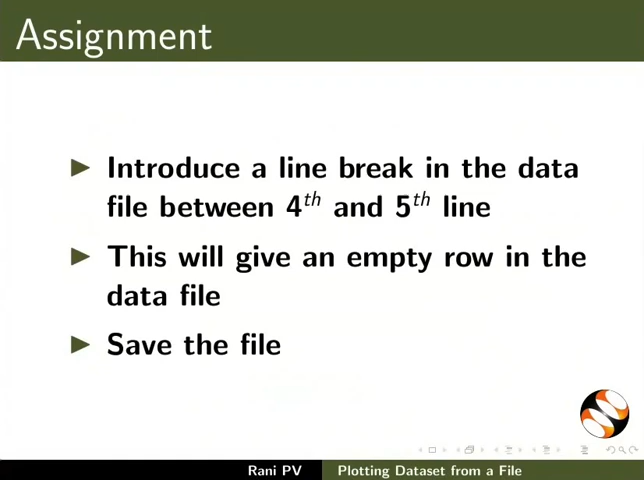 Assignment
Introduce a line break in the data
file between 4th and 5th line
This will give an empty row in the
data file
Save the file
Rani PV
Plotting Dataset from a File